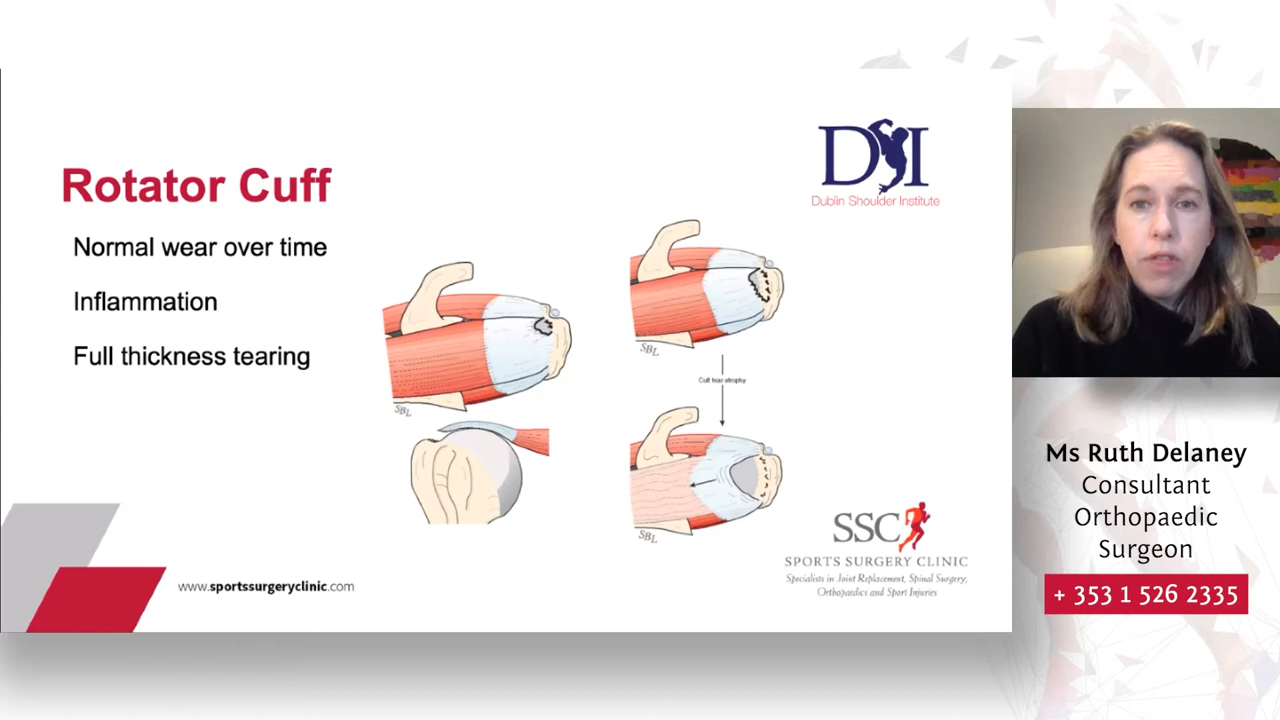 DSI
Dublin Shoulder Institute
Rotator Cuff
Normal wear over time
Inflammation
Full thickness tearing
SBL
SBL
Cuff tear atrophy
SBL
SSC
SPORTS SURGERY CLINIC
Specialists in Joint Replacement, Spinal Surgery,
Orthopaedics and Sport Injuries
www.sportssurgeryclinic.com
Ms Ruth Delaney
Consultant
Orthopaedic
Surgeon
+ 353 1 526 2335